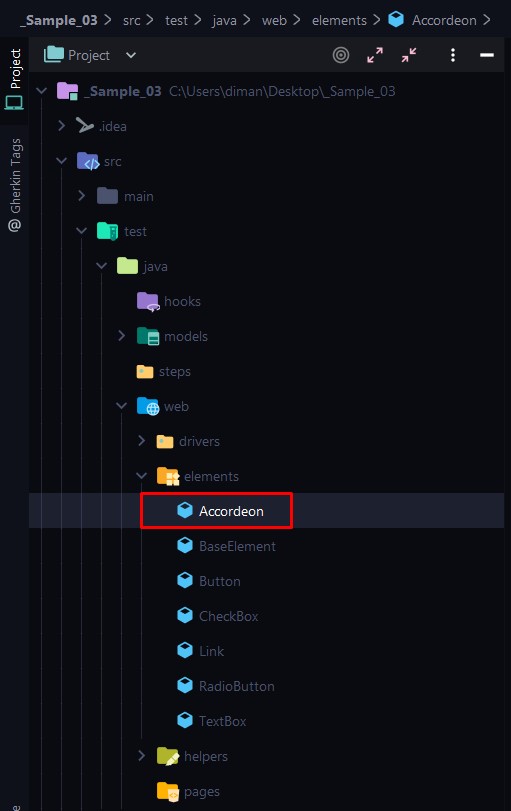 _Sample_03 > src > test > java > web > elements > Accordeon >
Project
Project
_Sample_03 C:\Users\diman\Desktop\_Sample_03
.idea
@ Gherkin Tags
src
main
test
java
hooks
models
steps
web
drivers
elements
Accordeon
BaseElement
Button
CheckBox
Link
RadioButton
TextBox
helpers
pages